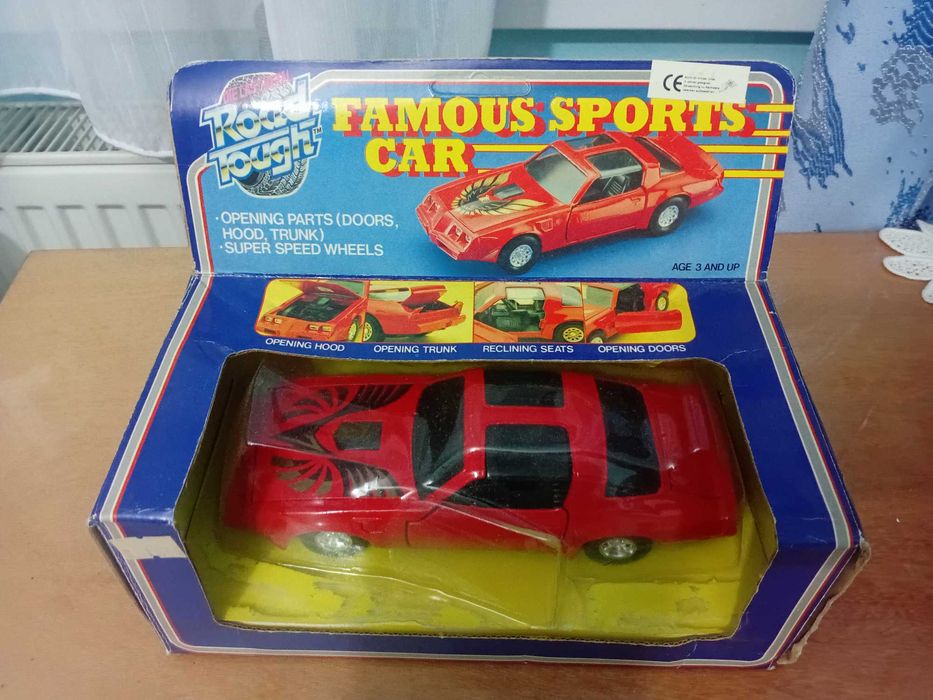 Road
Tough™
FAMOUS SPORTS
CAR
CE
· OPENING PARTS (DOORS,
HOOD, TRUNK)
· SUPER SPEED WHEELS
AGE 3 AND UP
OPENING HOOD
OPENING TRUNK
RECLINING SEATS
OPENING DOORS